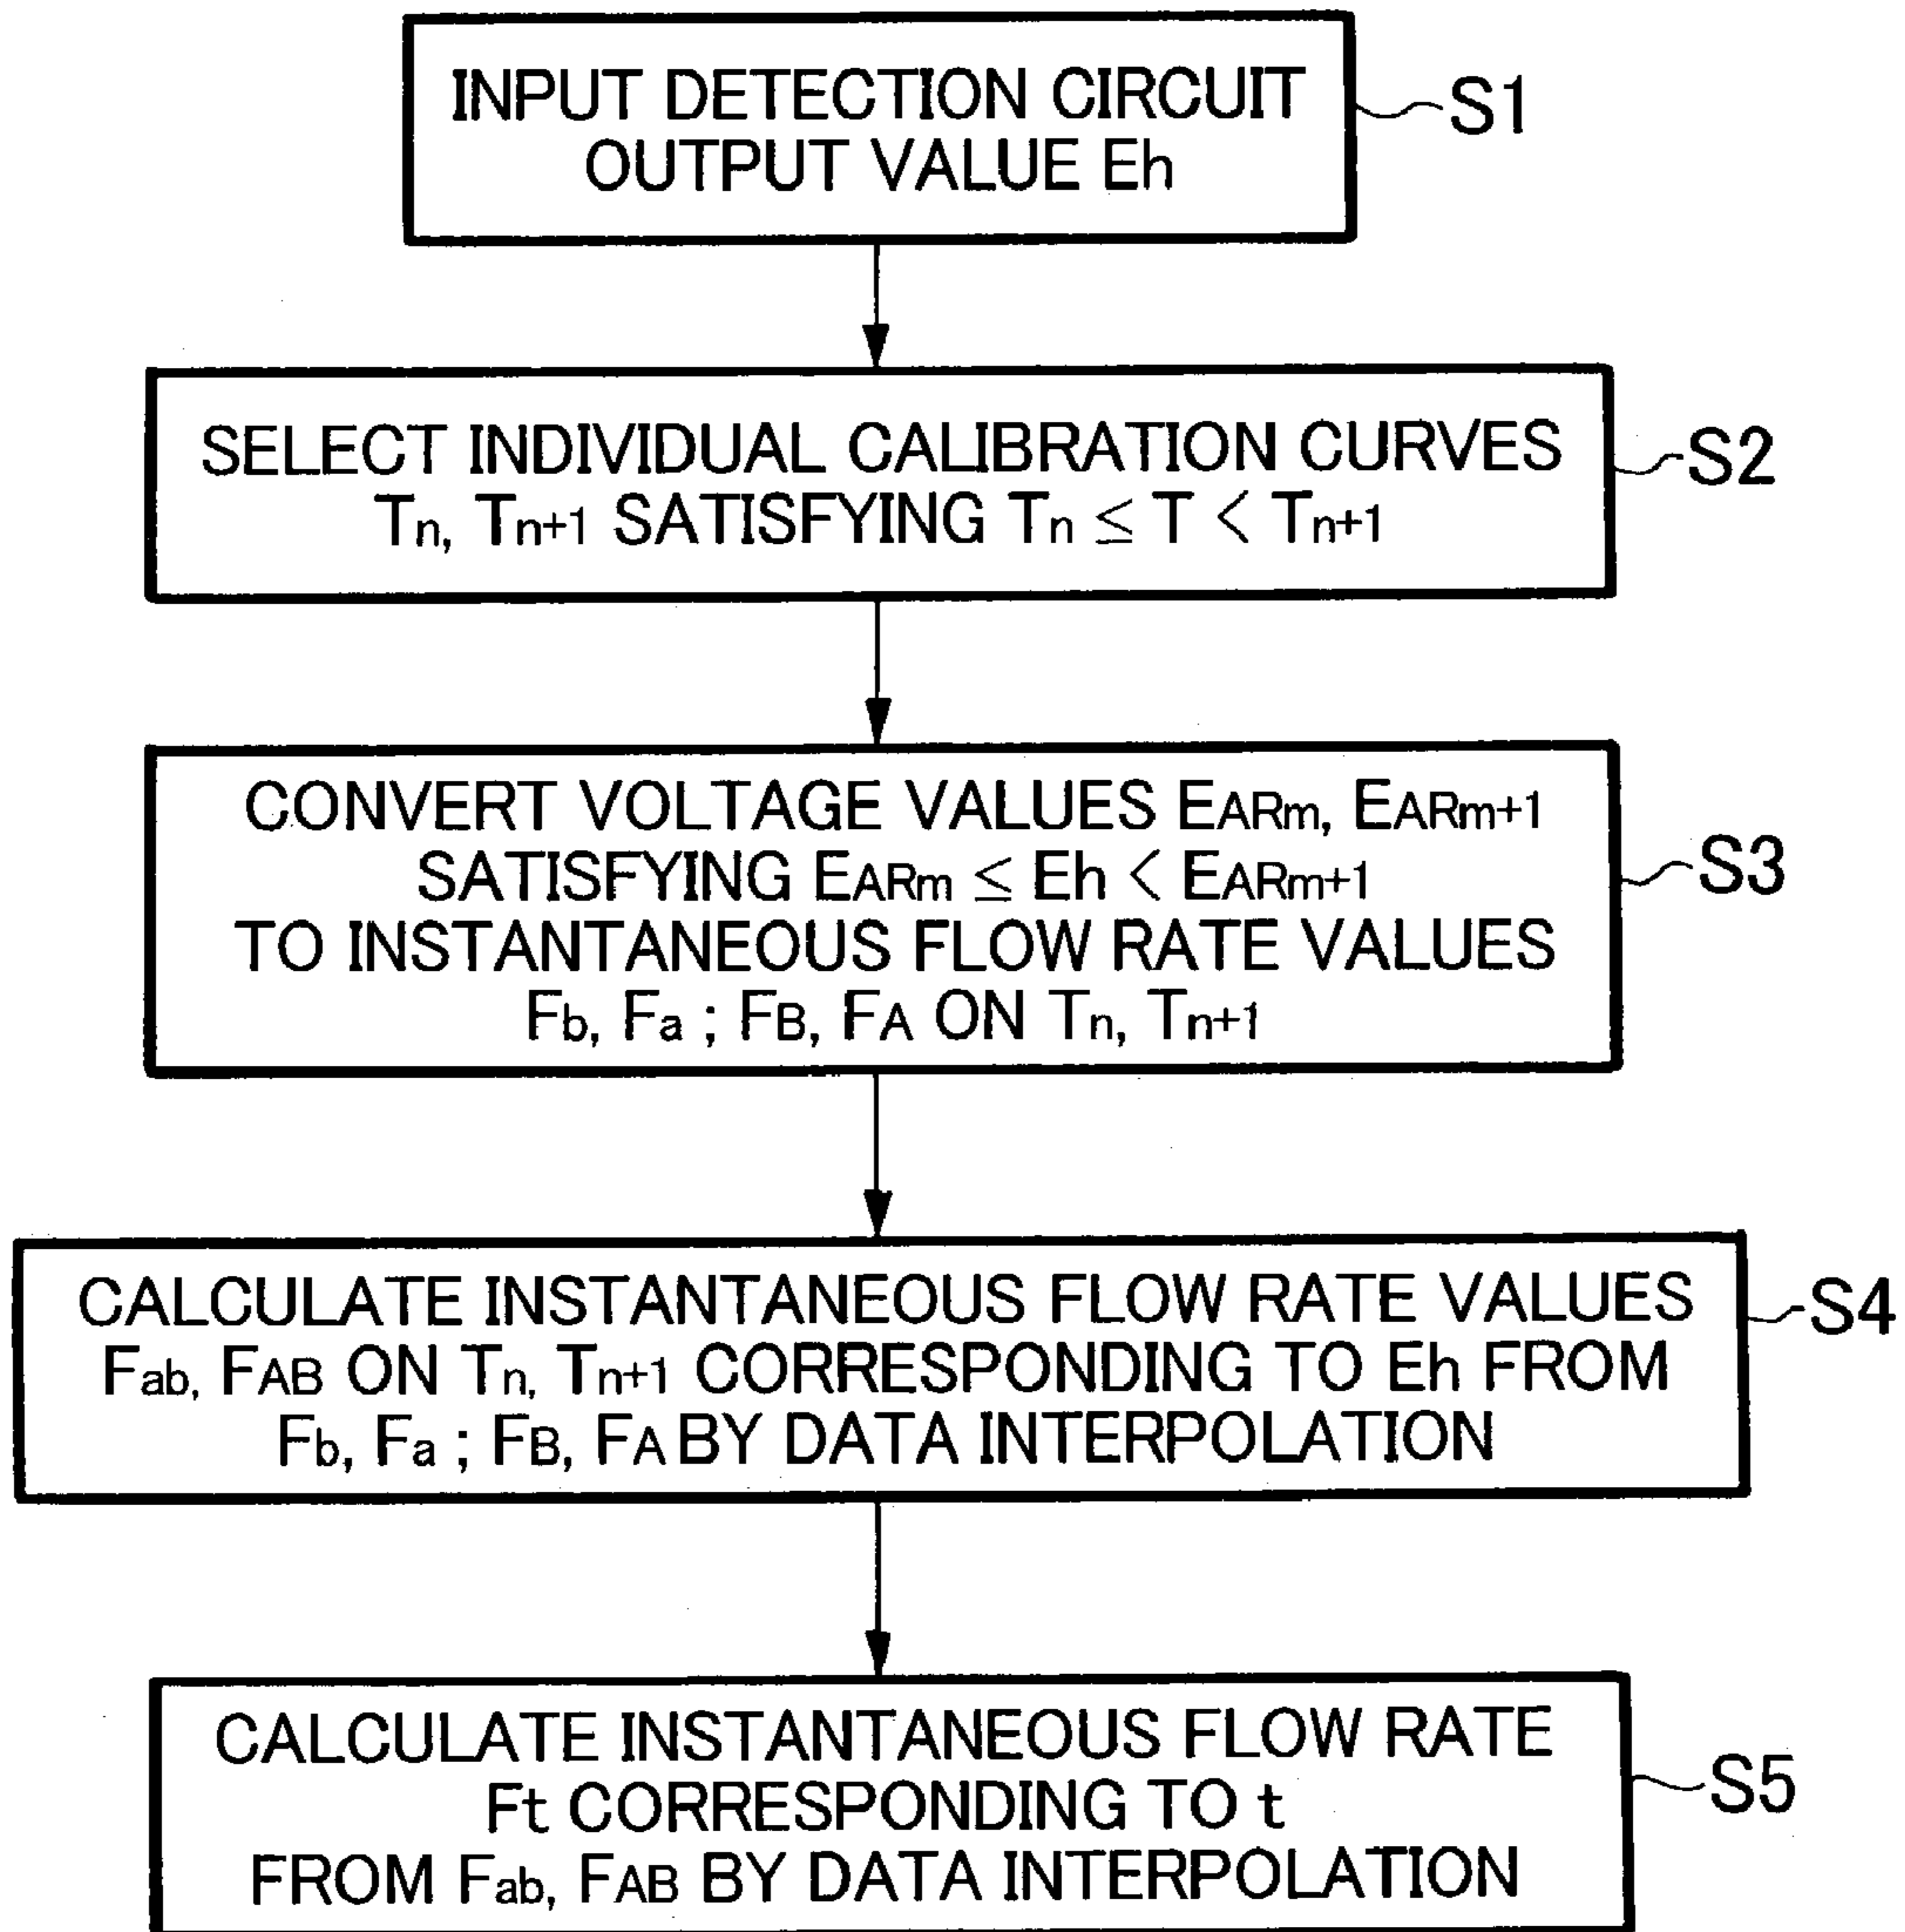 INPUT DETECTION CIRCUIT
OUTPUT VALUE Eh
S1
SELECT INDIVIDUAL CALIBRATION CURVES
Tn, Tn+1 SATISFYING Tn ≦ T < Tn+1
S2
CONVERT VOLTAGE VALUES EARm, EARm+1
SATISFYING EARm ≦ Eh < EARm+1
TO INSTANTANEOUS FLOW RATE VALUES
Fb, Fa ; FB, FA ON Tn, Tn+1
S3
CALCULATE INSTANTANEOUS FLOW RATE VALUES
Fab, FAB ON Tn, Tn+1 CORRESPONDING TO Eh FROM
Fb, Fa ; FB, FA BY DATA INTERPOLATION
S4
CALCULATE INSTANTANEOUS FLOW RATE
Ft CORRESPONDING TO t
FROM Fab, FAB BY DATA INTERPOLATION
S5